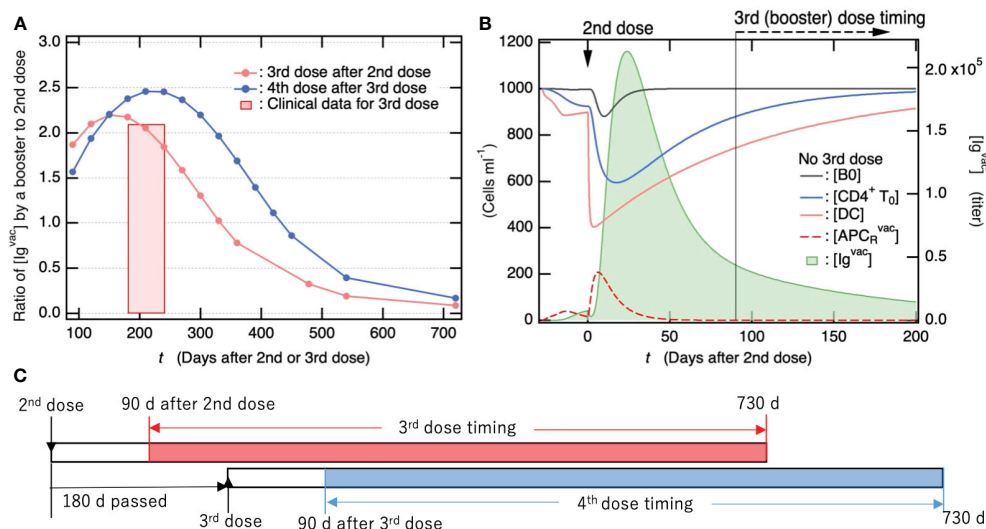 A
Ratio of [Ig^vac] by a booster to 2nd dose
3.0
2.5
2.0
1.5
1.0
0.5
0.0
: 3rd dose after 2nd dose
: 4th dose after 3rd dose
: Clinical data for 3rd dose
100 200 300 400 500 600 700
t (Days after 2nd or 3rd dose)
B
2nd dose
3rd (booster) dose timing
(Cells ml⁻¹)
1200
1000
800
600
400
200
0
No 3rd dose
: [B0]
: [CD4⁺ T₀]
: [DC]
: [APC_R^vac]
: [Ig^vac]
2.0 x10⁵
1.5
1.0
0.5
0.0
[Ig^vac]
(titer)
0 50 100 150 200
t (Days after 2nd dose)
C
2nd dose
90 d after 2nd dose
730 d
3rd dose timing
180 d passed
3rd dose
90 d after 3rd dose
4th dose timing
730 d